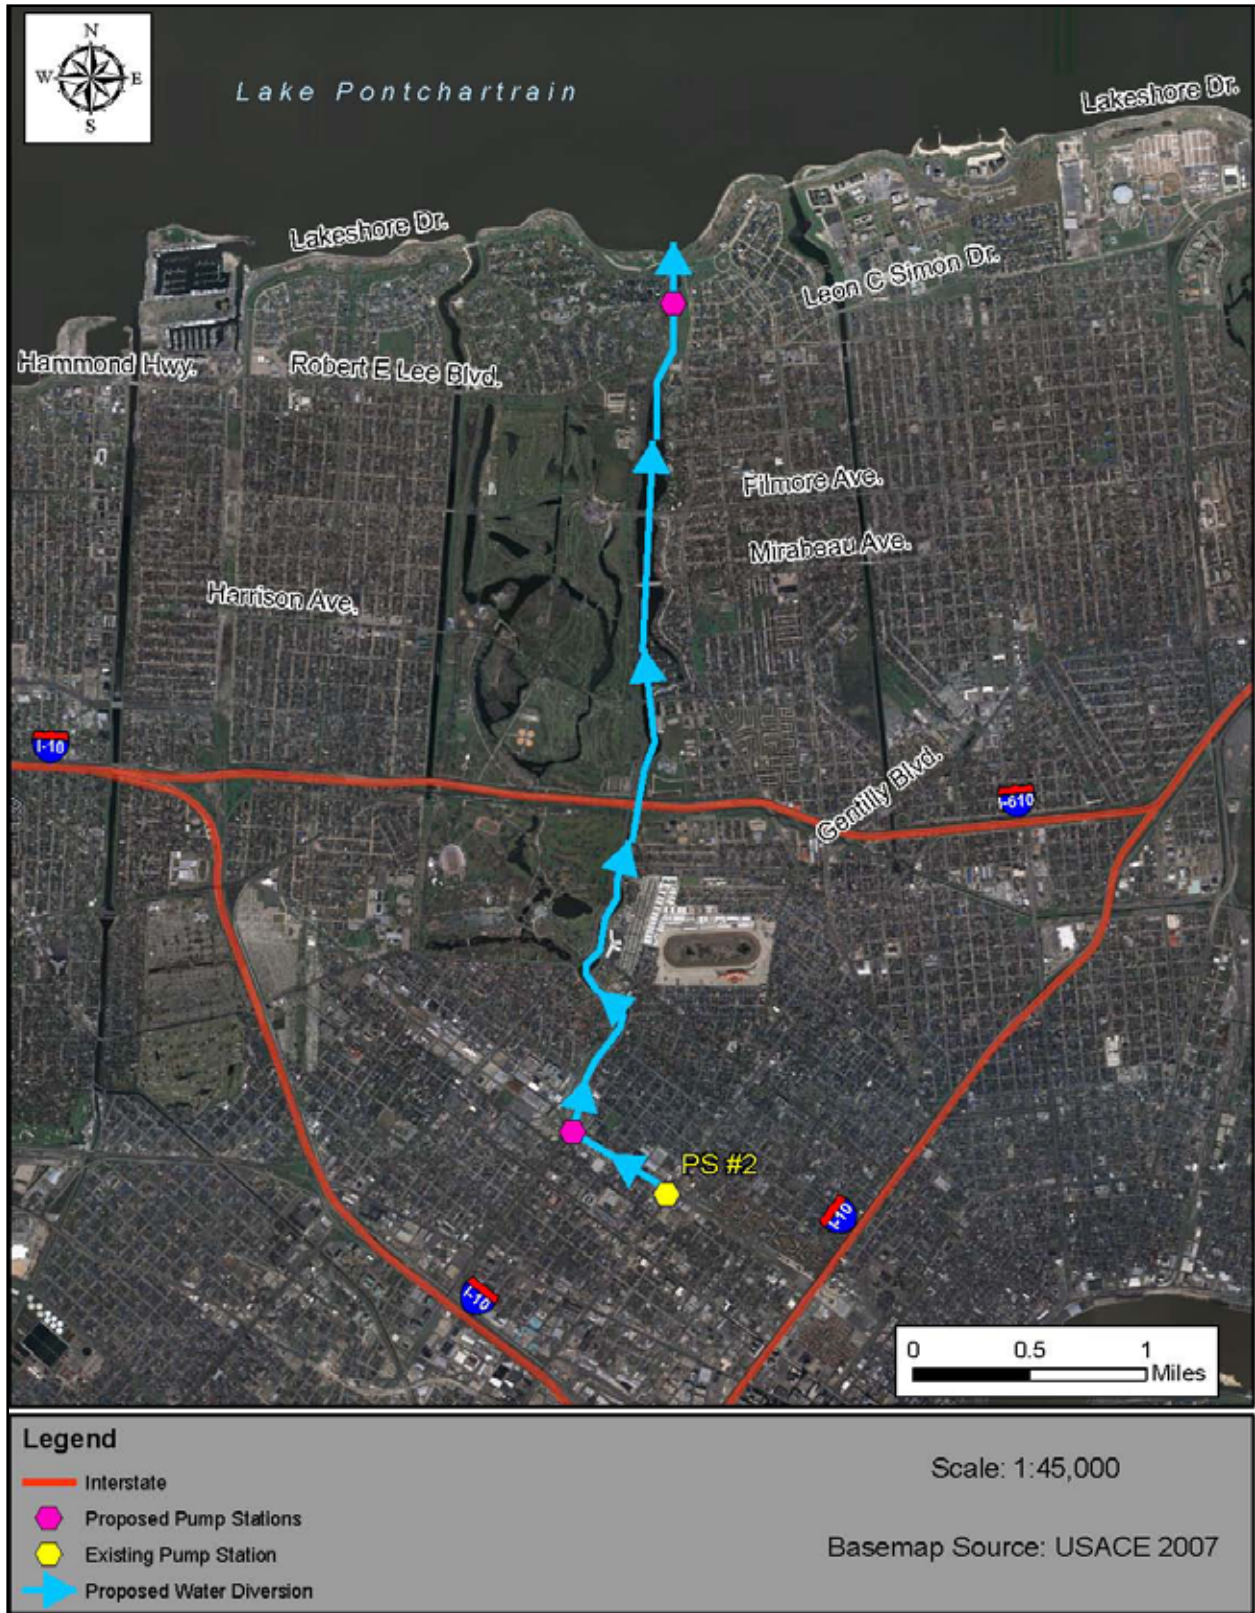 N
W E
S
Lake Pontchartrain
Lakeshore Dr.
Lakeshore Dr.
Leon C Simon Dr.
Hammond Hwy.
Robert E Lee Blvd.
Filmore Ave.
Mirabeau Ave.
Harrison Ave.
I-10
Gentilly Blvd.
I-610
PS #2
I-10
I-10
0 0.5 1
Miles
Legend
Interstate
Proposed Pump Stations
Existing Pump Station
Proposed Water Diversion
Scale: 1:45,000
Basemap Source: USACE 2007